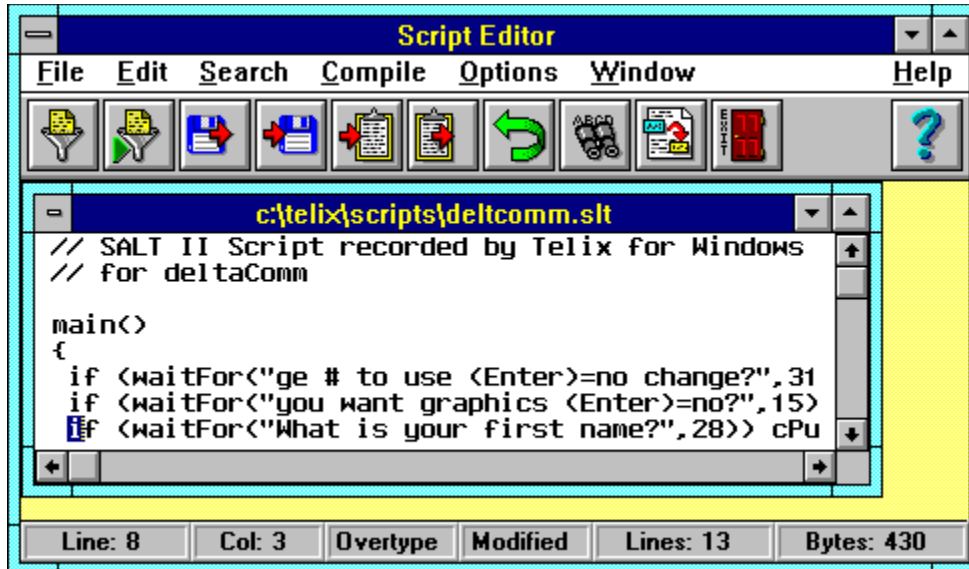 Script Editor
File Edit Search Compile Options Window Help
ABCD
EXIT
c:\telix\scripts\deltcomm.slt
// SALT II Script recorded by Telix for Windows
// for deltaComm
main()
{
if (waitFor("ge # to use (Enter)=no change?",31
if (waitFor("you want graphics (Enter)=no?",15)
if (waitFor("What is your first name?",28)) cPu
Line: 8 Col: 3 Overtype Modified Lines: 13 Bytes: 430